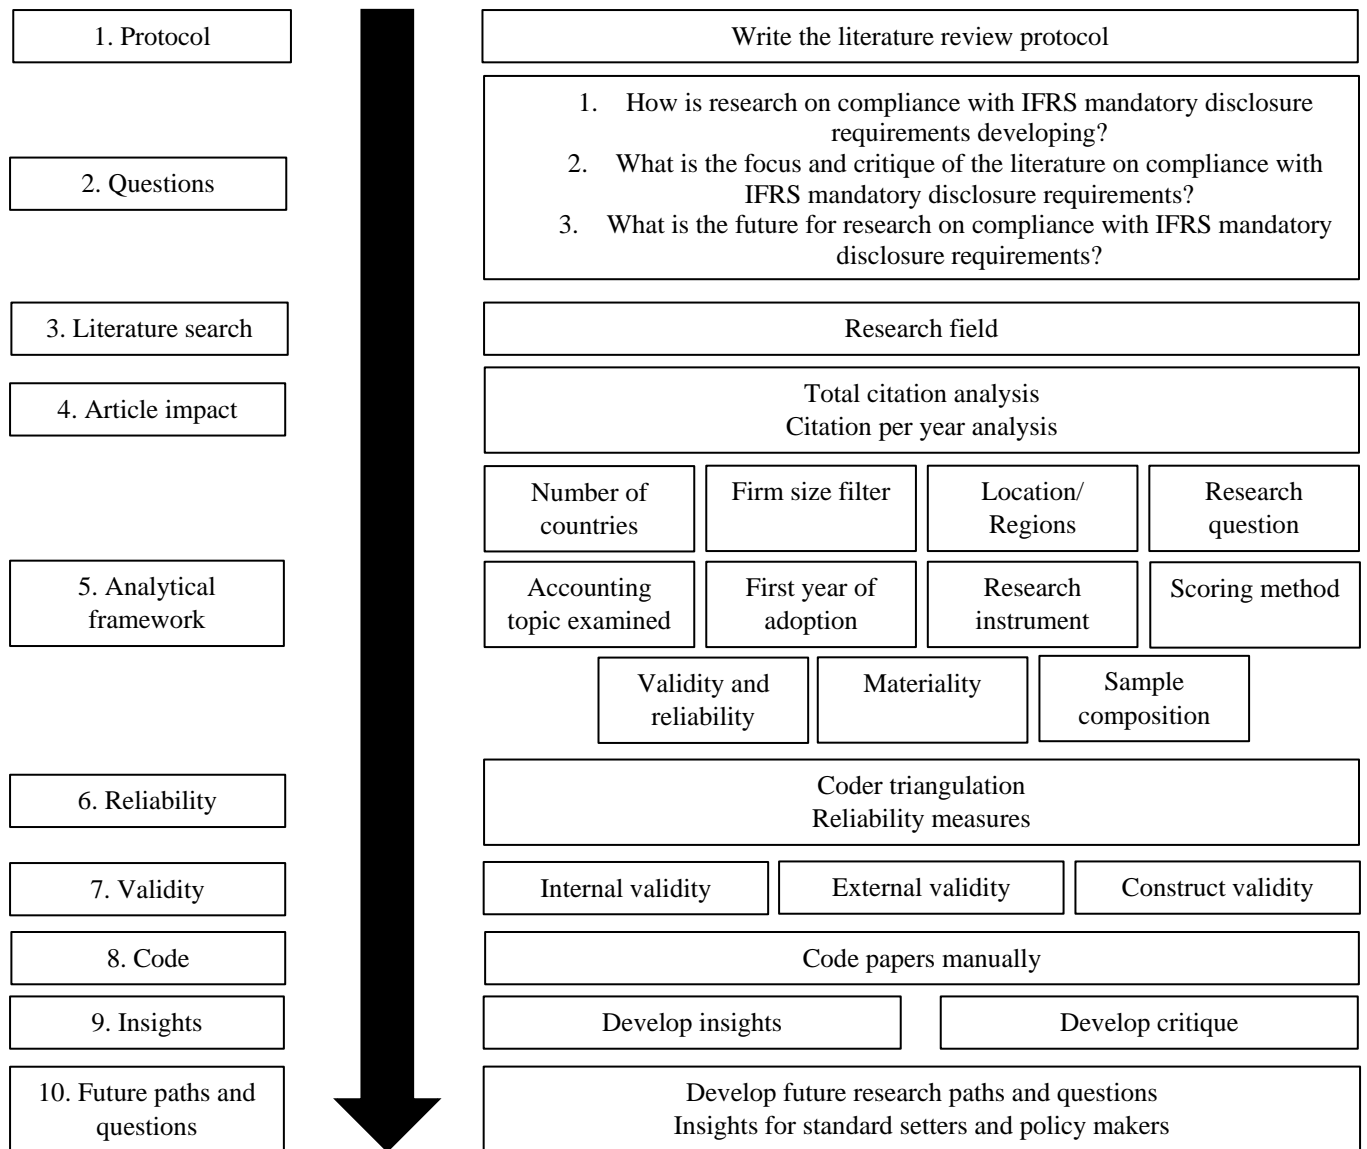 1. Protocol
Write the literature review protocol
2. Questions
1. How is research on compliance with IFRS mandatory disclosure
requirements developing?
2. What is the focus and critique of the literature on compliance with
IFRS mandatory disclosure requirements?
3. What is the future for research on compliance with IFRS mandatory
disclosure requirements?
3. Literature search
Research field
4. Article impact
Total citation analysis
Citation per year analysis
5. Analytical
framework
Number of
countries
Firm size filter
Location/
Regions
Research
question
Accounting
topic examined
First year of
adoption
Research
instrument
Scoring method
Validity and
reliability
Materiality
Sample
composition
6. Reliability
Coder triangulation
Reliability measures
7. Validity
Internal validity
External validity
Construct validity
8. Code
Code papers manually
9. Insights
Develop insights
Develop critique
10. Future paths and
questions
Develop future research paths and questions
Insights for standard setters and policy makers